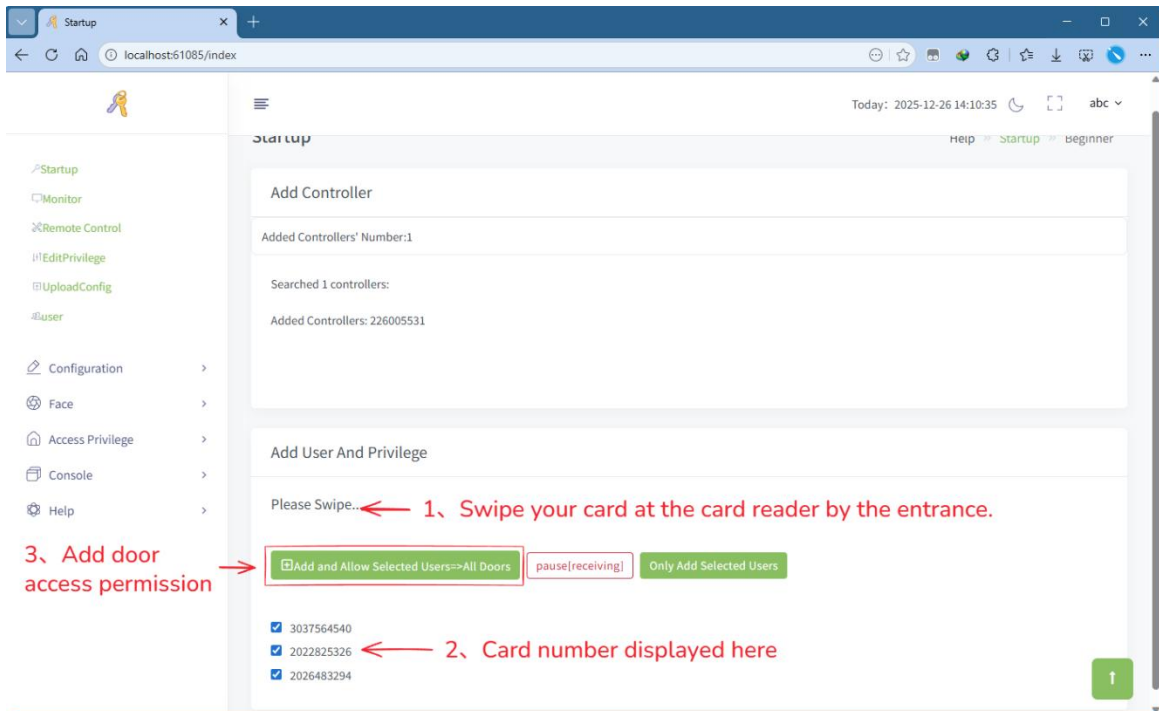 Startup
localhost:61085/index
Today: 2025-12-26 14:10:35
abc
Startup
Help » Startup » Beginner
Startup
Monitor
Remote Control
EditPrivilege
UploadConfig
user
Configuration
Face
Access Privilege
Console
Help
Add Controller
Added Controllers' Number:1
Searched 1 controllers:
Added Controllers: 226005531
Add User And Privilege
Please Swipe...
1、Swipe your card at the card reader by the entrance.
3、Add door
access permission
Add and Allow Selected Users=>All Doors
pause[receiving]
Only Add Selected Users
3037564540
2022825326
2、Card number displayed here
2026483294